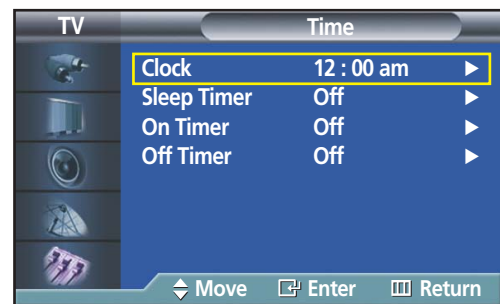 TV Time
Clock 12 : 00 am
Sleep Timer Off
On Timer Off
Off Timer Off
Move Enter Return